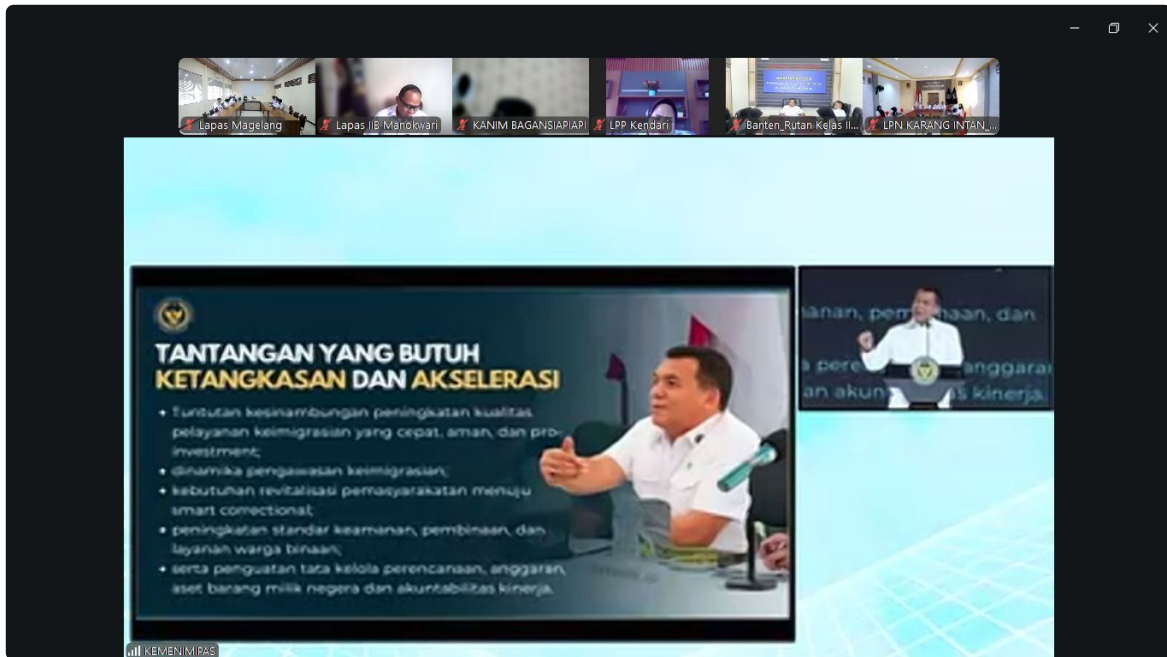 Lapas Magelang
Lapas IIB Manokwari
KANIM BAGANSIAPIAPI
LPP Kendari
Banten_Rutan Kelas II...
LPN KARANG INTAN_...
TANTANGAN YANG BUTUH
KETANGKASAN DAN AKSELERASI
• Tuntutan kesinambungan peningkatan kualitas
pelayanan keimigrasian yang cepat, aman, dan pro-
investment;
• dinamika pengawasan keimigrasian;
• kebutuhan revitalisasi pemasyarakatan menuju
smart correctional;
• peningkatan standar keamanan, pembinaan, dan
layanan warga binaan;
• serta penguatan tata kelola perencanaan, anggaran,
aset barang milik negara dan akuntabilitas kinerja.
dan
anggaran
kinerja.
KEMENIMIPAS